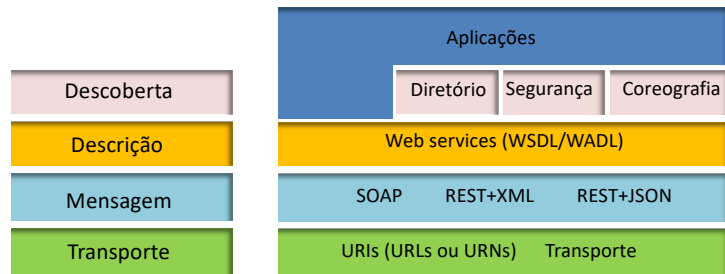 Aplicações
Descoberta
Diretório Segurança Coreografia
Descrição
Web services (WSDL/WADL)
Mensagem
SOAP REST+XML REST+JSON
Transporte
URIs (URLs ou URNs) Transporte